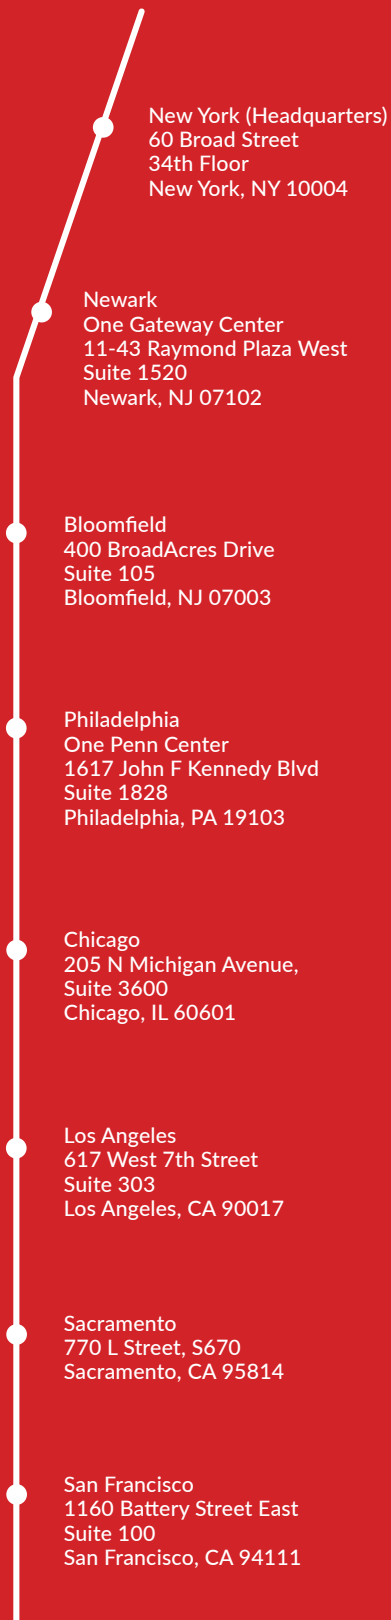 New York (Headquarters)
60 Broad Street
34th Floor
New York, NY 10004
Newark
One Gateway Center
11-43 Raymond Plaza West
Suite 1520
Newark, NJ 07102
Bloomfield
400 BroadAcres Drive
Suite 105
Bloomfield, NJ 07003
Philadelphia
One Penn Center
1617 John F Kennedy Blvd
Suite 1828
Philadelphia, PA 19103
Chicago
205 N Michigan Avenue,
Suite 3600
Chicago, IL 60601
Los Angeles
617 West 7th Street
Suite 303
Los Angeles, CA 90017
Sacramento
770 L Street, S670
Sacramento, CA 95814
San Francisco
1160 Battery Street East
Suite 100
San Francisco, CA 94111